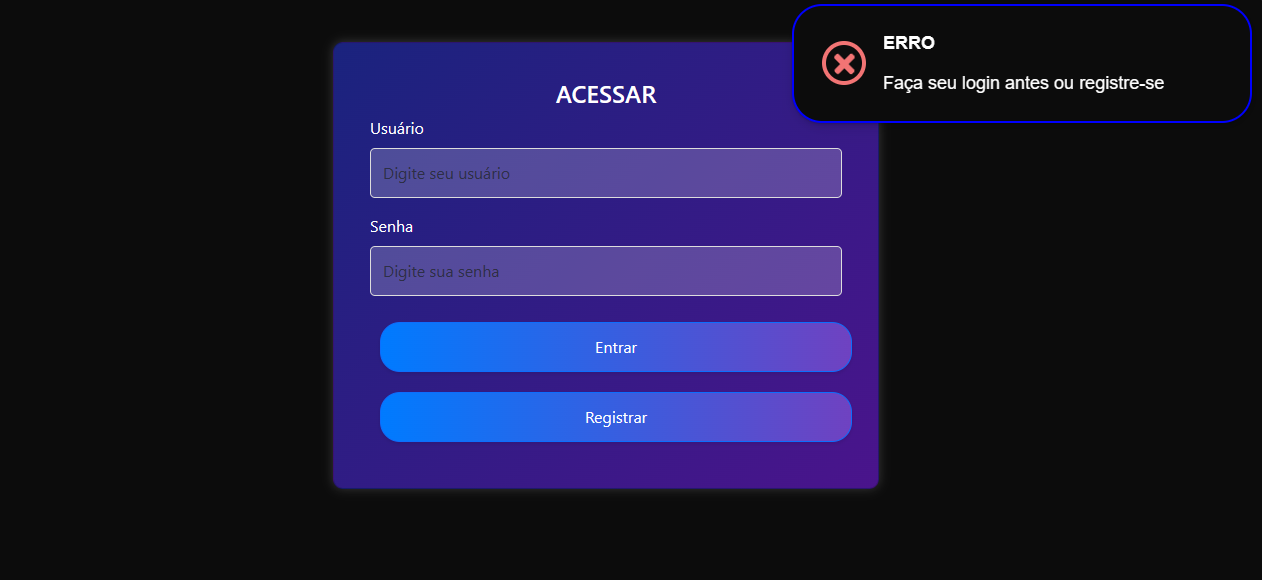 ERRO
Faça seu login antes ou registre-se
ACESSAR
Usuário
Digite seu usuário
Senha
Digite sua senha
Entrar
Registrar